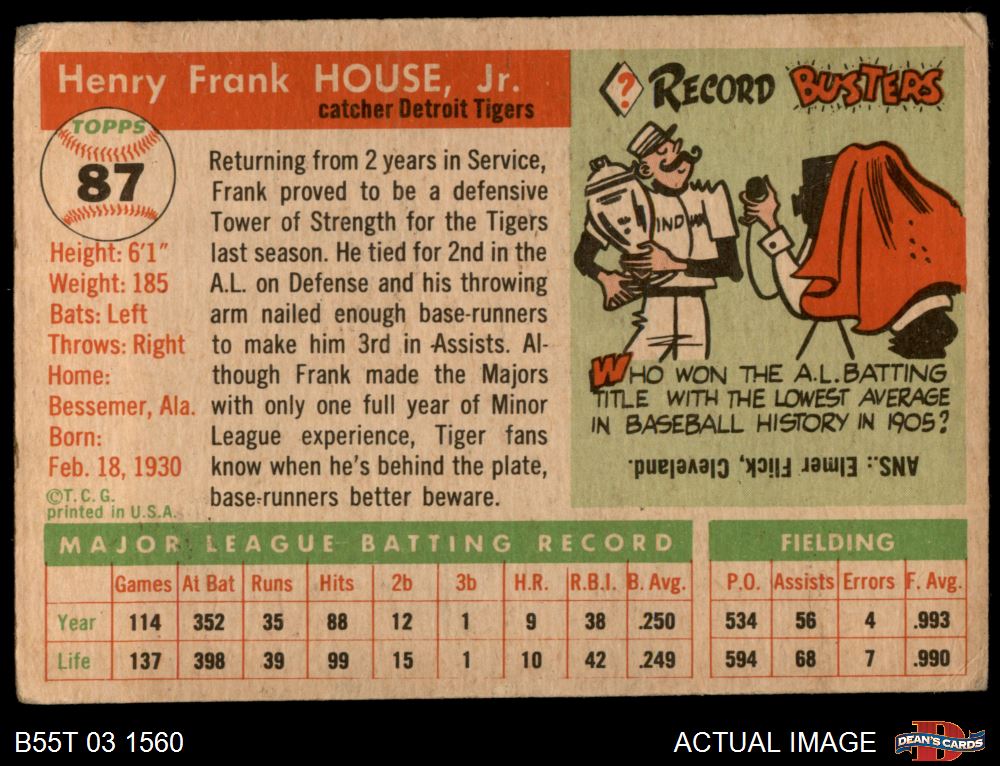 Henry Frank HOUSE, Jr.
catcher Detroit Tigers
TOPPS
87
Height: 6'1"
Weight: 185
Bats: Left
Throws: Right
Home:
Bessemer, Ala.
Born:
Feb. 18, 1930
©T. C. G.
printed in U.S.A.
Returning from 2 years in Service,
Frank proved to be a defensive
Tower of Strength for the Tigers
last season. He tied for 2nd in the
A.L. on Defense and his throwing
arm nailed enough base-runners
to make him 3rd in Assists. Al-
though Frank made the Majors
with only one full year of Minor
League experience, Tiger fans
know when he's behind the plate,
base-runners better beware.
? RECORD BUSTERS
WHO WON THE A.L. BATTING
TITLE WITH THE LOWEST AVERAGE
IN BASEBALL HISTORY IN 1905?
ANS.: Elmer Flick, Cleveland.
MAJOR LEAGUE BATTING RECORD
Games At Bat Runs Hits 2b 3b H.R. R.B.I. B. Avg.
Year 114 352 35 88 12 1 9 38 .250
Life 137 398 39 99 15 1 10 42 .249
FIELDING
P.O. Assists Errors F. Avg.
534 56 4 .993
594 68 7 .990
B55T 03 1560
ACTUAL IMAGE
DEAN'S CARDS